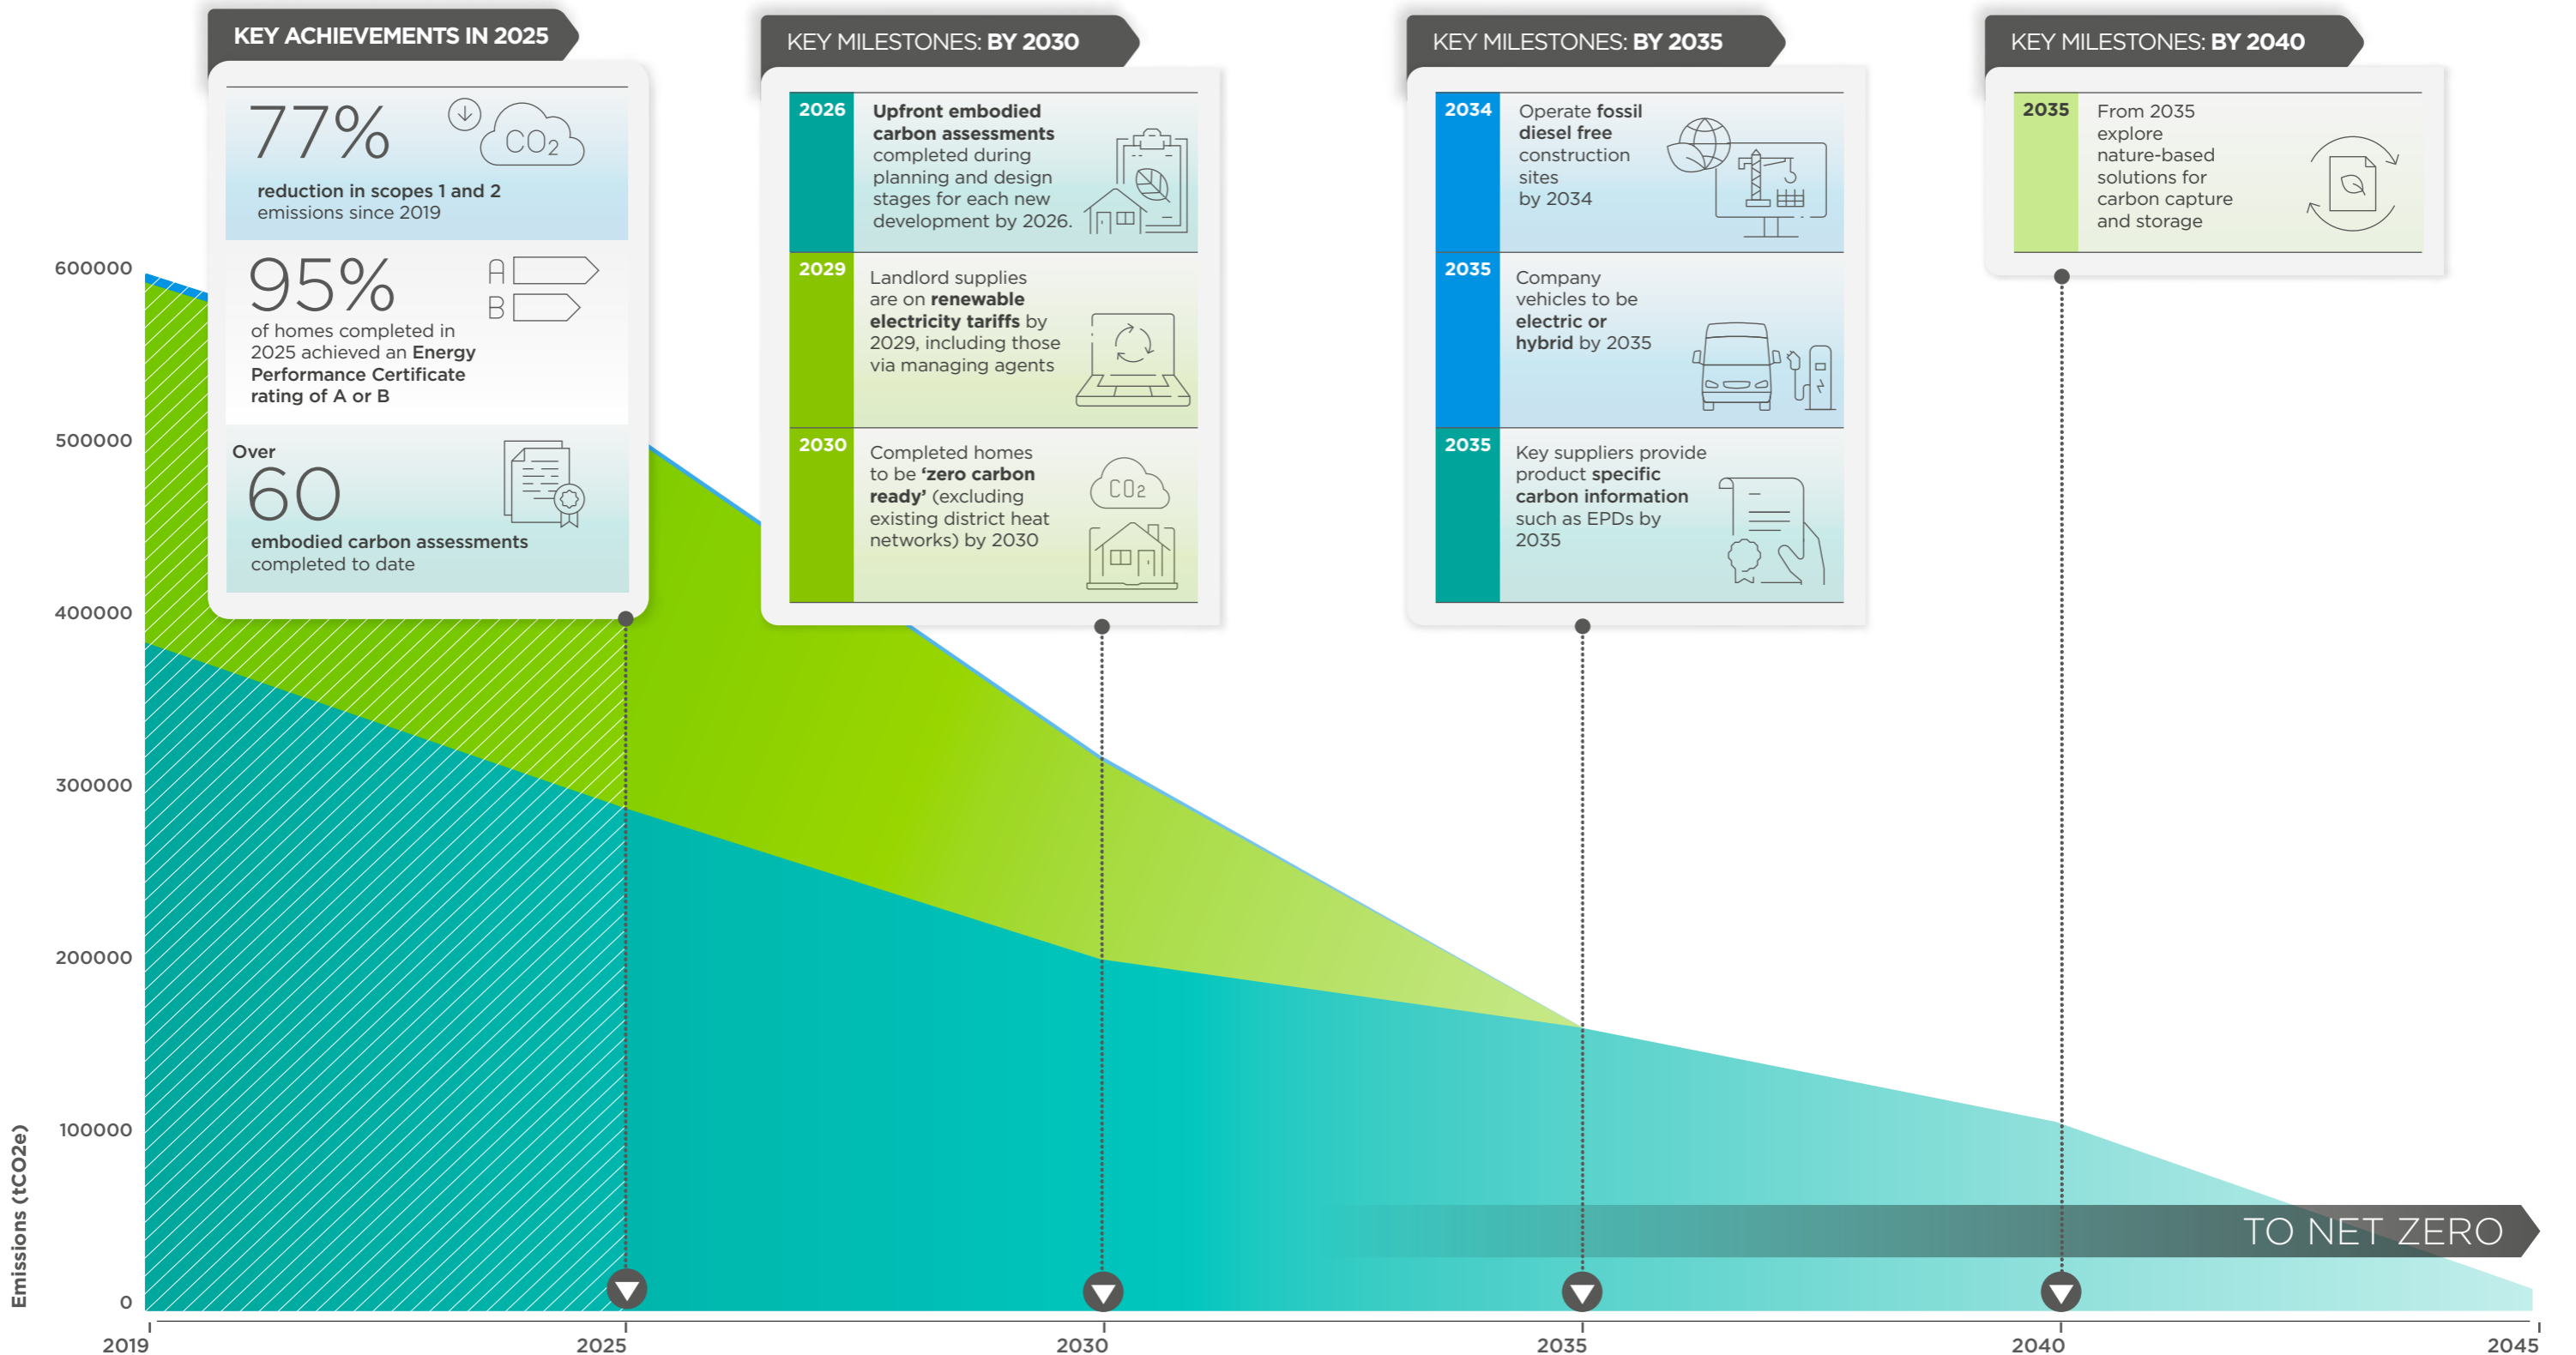 KEY ACHIEVEMENTS IN 2025
77%
CO2
reduction in scopes 1 and 2
emissions since 2019
95%
A
B
of homes completed in
2025 achieved an Energy
Performance Certificate
rating of A or B
Over
60
embodied carbon assessments
completed to date
KEY MILESTONES: BY 2030
2026
Upfront embodied
carbon assessments
completed during
planning and design
stages for each new
development by 2026.
2029
Landlord supplies
are on renewable
electricity tariffs by
2029, including those
via managing agents
2030
Completed homes
to be ‘zero carbon
ready’ (excluding
existing district heat
networks) by 2030
CO2
KEY MILESTONES: BY 2035
2034
Operate fossil
diesel free
construction
sites
by 2034
2035
Company
vehicles to be
electric or
hybrid by 2035
2035
Key suppliers provide
product specific
carbon information
such as EPDs by
2035
KEY MILESTONES: BY 2040
2035
From 2035
explore
nature-based
solutions for
carbon capture
and storage
600000
500000
400000
300000
200000
100000
0
Emissions (tCO2e)
TO NET ZERO
2019
2025
2030
2035
2040
2045